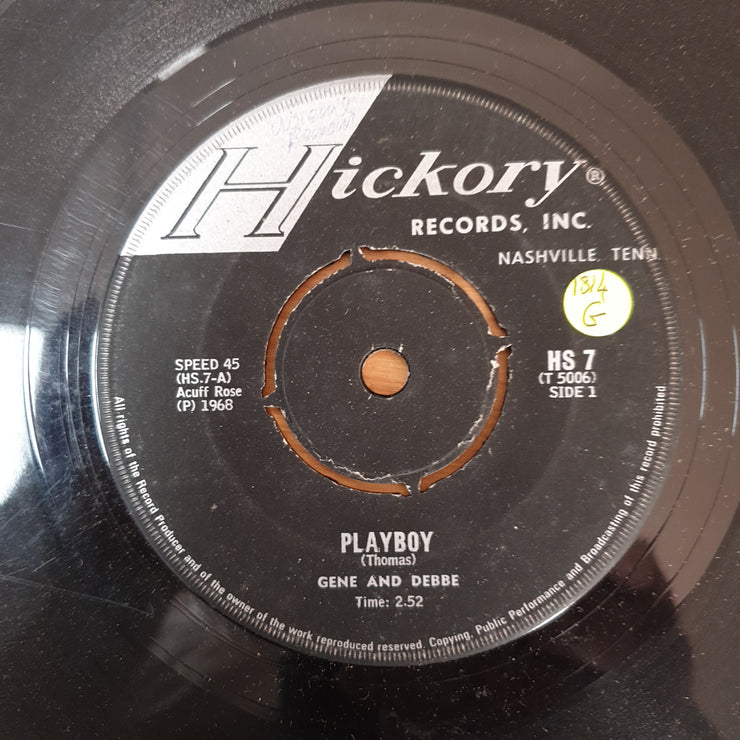 Hickory®
RECORDS, INC.
NASHVILLE, TENN.
1814
G
SPEED 45
(HS.7-A)
Acuff Rose
(P) 1968
HS 7
(T 5006)
SIDE 1
PLAYBOY
(Thomas)
GENE AND DEBBE
Time: 2.52
All rights of the Record Producer and of the owner of the work reproduced reserved. Copying, Public Performance and Broadcasting of this record prohibited